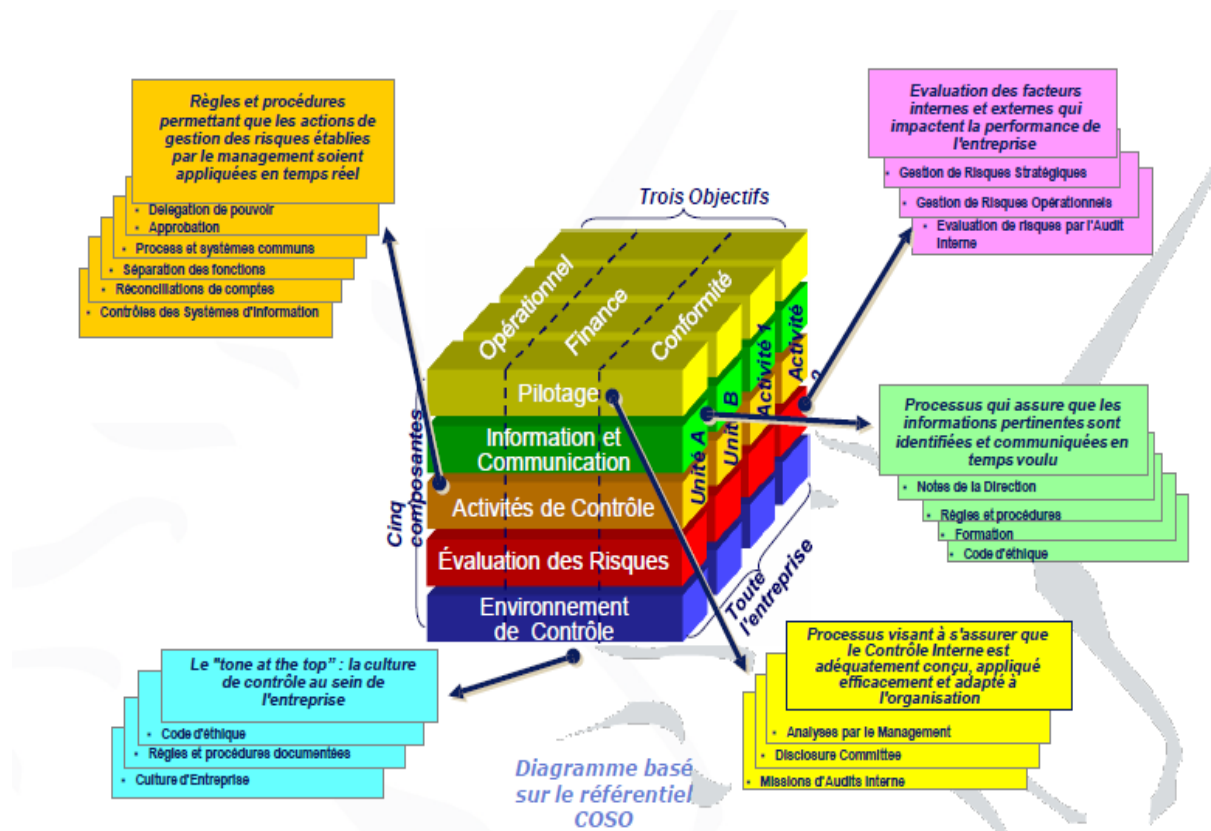 Règles et procédures
permettant que les actions de
gestion des risques établies
par le management soient
appliquées en temps réel
• Délegation de pouvoir
• Approbation
• Process et systèmes communs
• Séparation des fonctions
• Réconciliations de comptes
• Contrôles des Systèmes d'Information
Evaluation des facteurs
internes et externes qui
impactent la performance de
l'entreprise
• Gestion de Risques Stratégiques
• Gestion de Risques Opérationnels
• Evaluation de risques par l'Audit
Interne
Trois Objectifs
Opérationnel
Finance
Conformité
Cinq
composantes
Pilotage
Information et
Communication
Activités de Contrôle
Évaluation des Risques
Environnement
de Contrôle
Unité A
Unité B
Activité 1
Activité
2
Toute
l'entreprise
Processus qui assure que les
informations pertinentes sont
identifiées et communiquées en
temps voulu
• Notes de la Direction
• Règles et procédures
• Formation
• Code d'éthique
Le "tone at the top” : la culture
de contrôle au sein de
l'entreprise
• Code d'éthique
• Règles et procédures documentées
• Culture d'Entreprise
Processus visant à s'assurer que
le Contrôle Interne est
adéquatement conçu, appliqué
efficacement et adapté à
l'organisation
• Analyses par le Management
• Disclosure Committee
• Missions d'Audits Interne
Diagramme basé
sur le référentiel
COSO